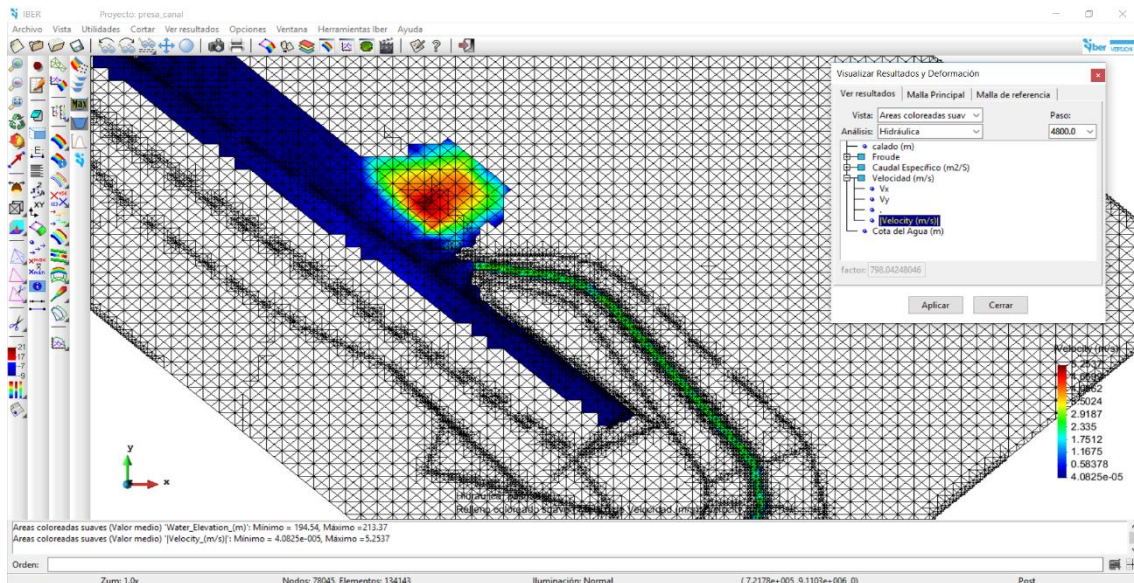 IBER Proyecto: presa_canal
Archivo Vista Utilidades Cortar Ver resultados Opciones Ventana Herramientas Iber Ayuda
Iber VERSION
Max
Visualizar Resultados y Deformación
Ver resultados Malla Principal Malla de referencia
Vista: Areas coloreadas suav Paso:
Análisis: Hidráulica 4800.0
calado (m)
Froude
Caudal Especifico (m2/S)
Velocidad (m/s)
Vx
Vy
|Velocity (m/s)|
Cota del Agua (m)
factor: 798.04248046
Aplicar Cerrar
2.9187
2.335
1.7512
1.1675
0.58378
4.0825e-05
y
x
Areas coloreadas suaves (Valor medio) 'Water_Elevation_(m)': Mínimo = 194.54, Máximo =213.37
Areas coloreadas suaves (Valor medio) '|Velocity_(m/s)|': Mínimo = 4.0825e-005, Máximo =5.2537
Orden:
Zum: 1.0x Nodos: 78045, Elementos: 134143 Iluminación: Normal ( 7.2178e+005, 9.1103e+006, 0) Post